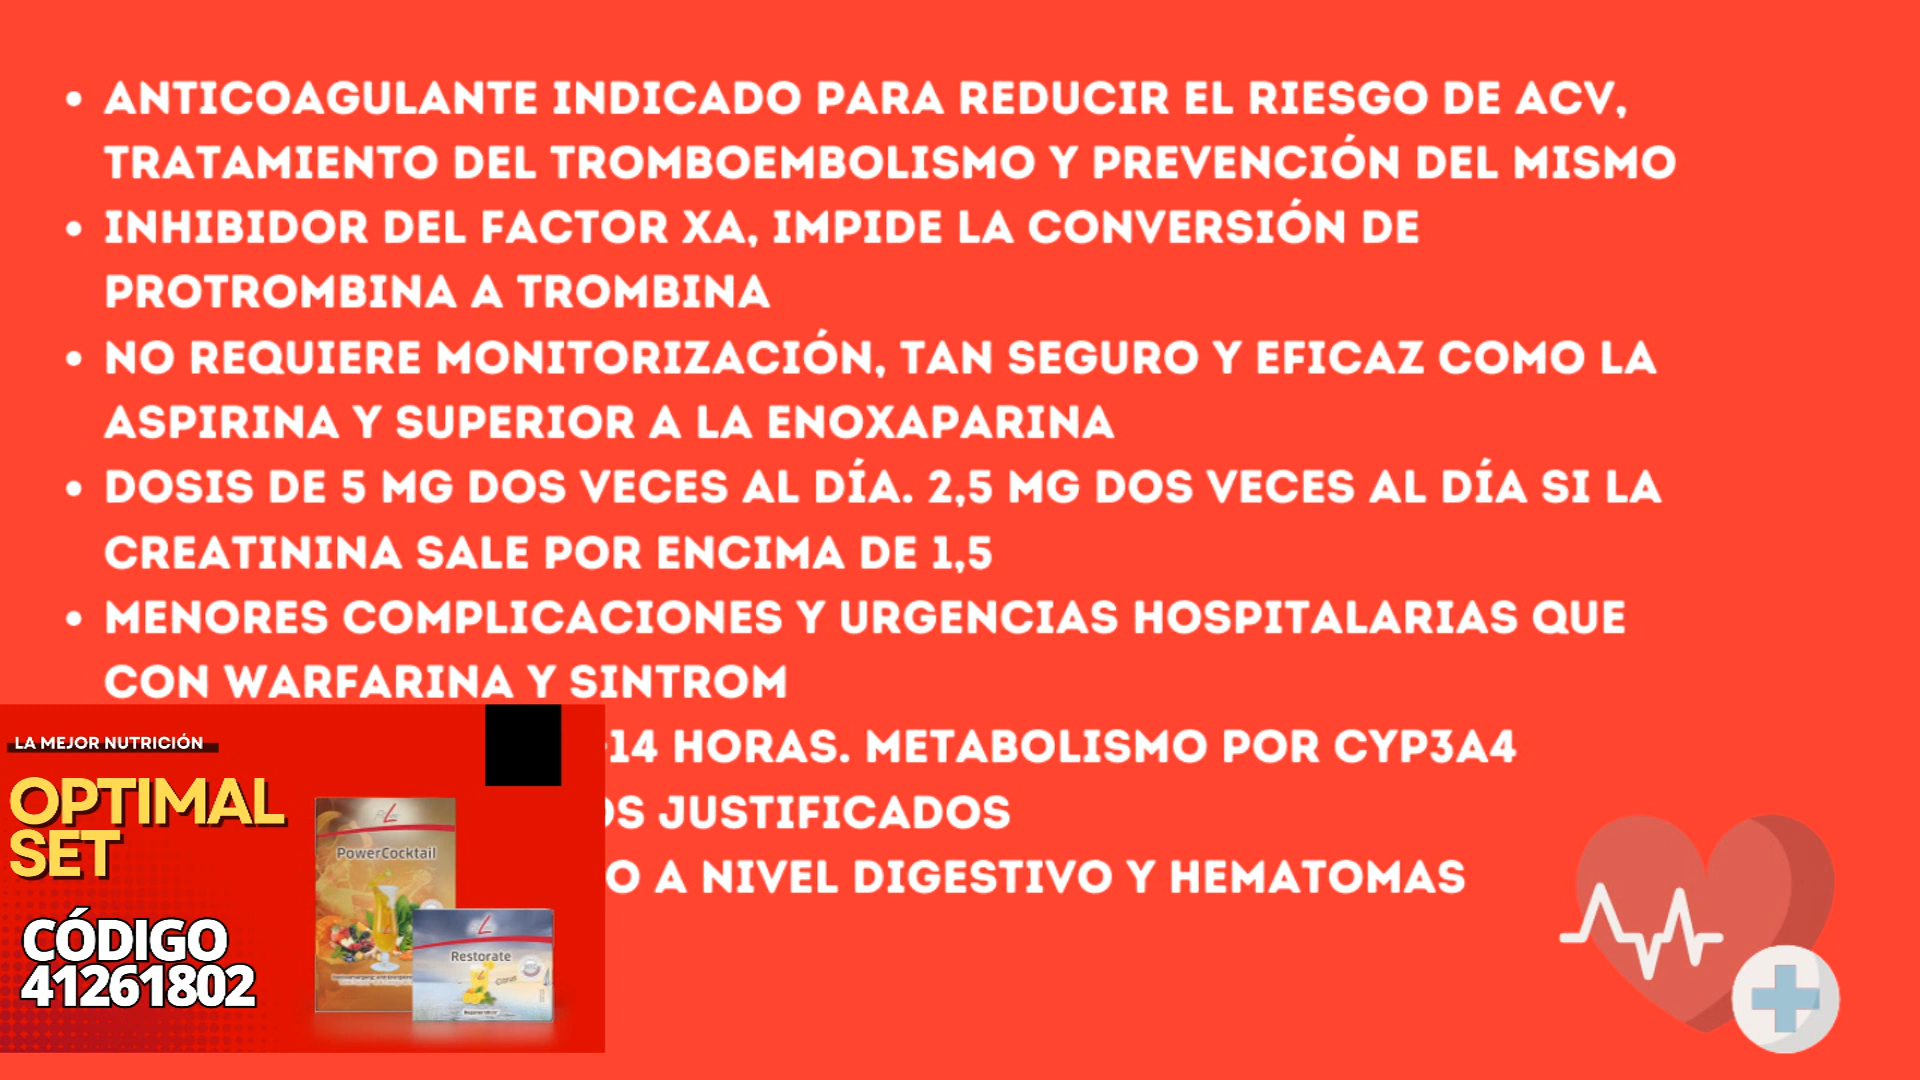 ANTICOAGULANTE INDICADO PARA REDUCIR EL RIESGO DE ACV,
TRATAMIENTO DEL TROMBOEMBOLISMO Y PREVENCIÓN DEL MISMO
INHIBIDOR DEL FACTOR XA, IMPIDE LA CONVERSIÓN DE
PROTROMBINA A TROMBINA
NO REQUIERE MONITORIZACIÓN, TAN SEGURO Y EFICAZ COMO LA
ASPIRINA Y SUPERIOR A LA ENOXAPARINA
DOSIS DE 5 MG DOS VECES AL DÍA. 2,5 MG DOS VECES AL DÍA SI LA
CREATININA SALE POR ENCIMA DE 1,5
MENORES COMPLICACIONES Y URGENCIAS HOSPITALARIAS QUE
CON WARFARINA Y SINTROM
14 HORAS. METABOLISMO POR CYP3A4
JUSTIFICADOS
O A NIVEL DIGESTIVO Y HEMATOMAS
LA MEJOR NUTRICIÓN
OPTIMAL
SET
CÓDIGO
41261802
PowerCocktail
Restorate
Citrus